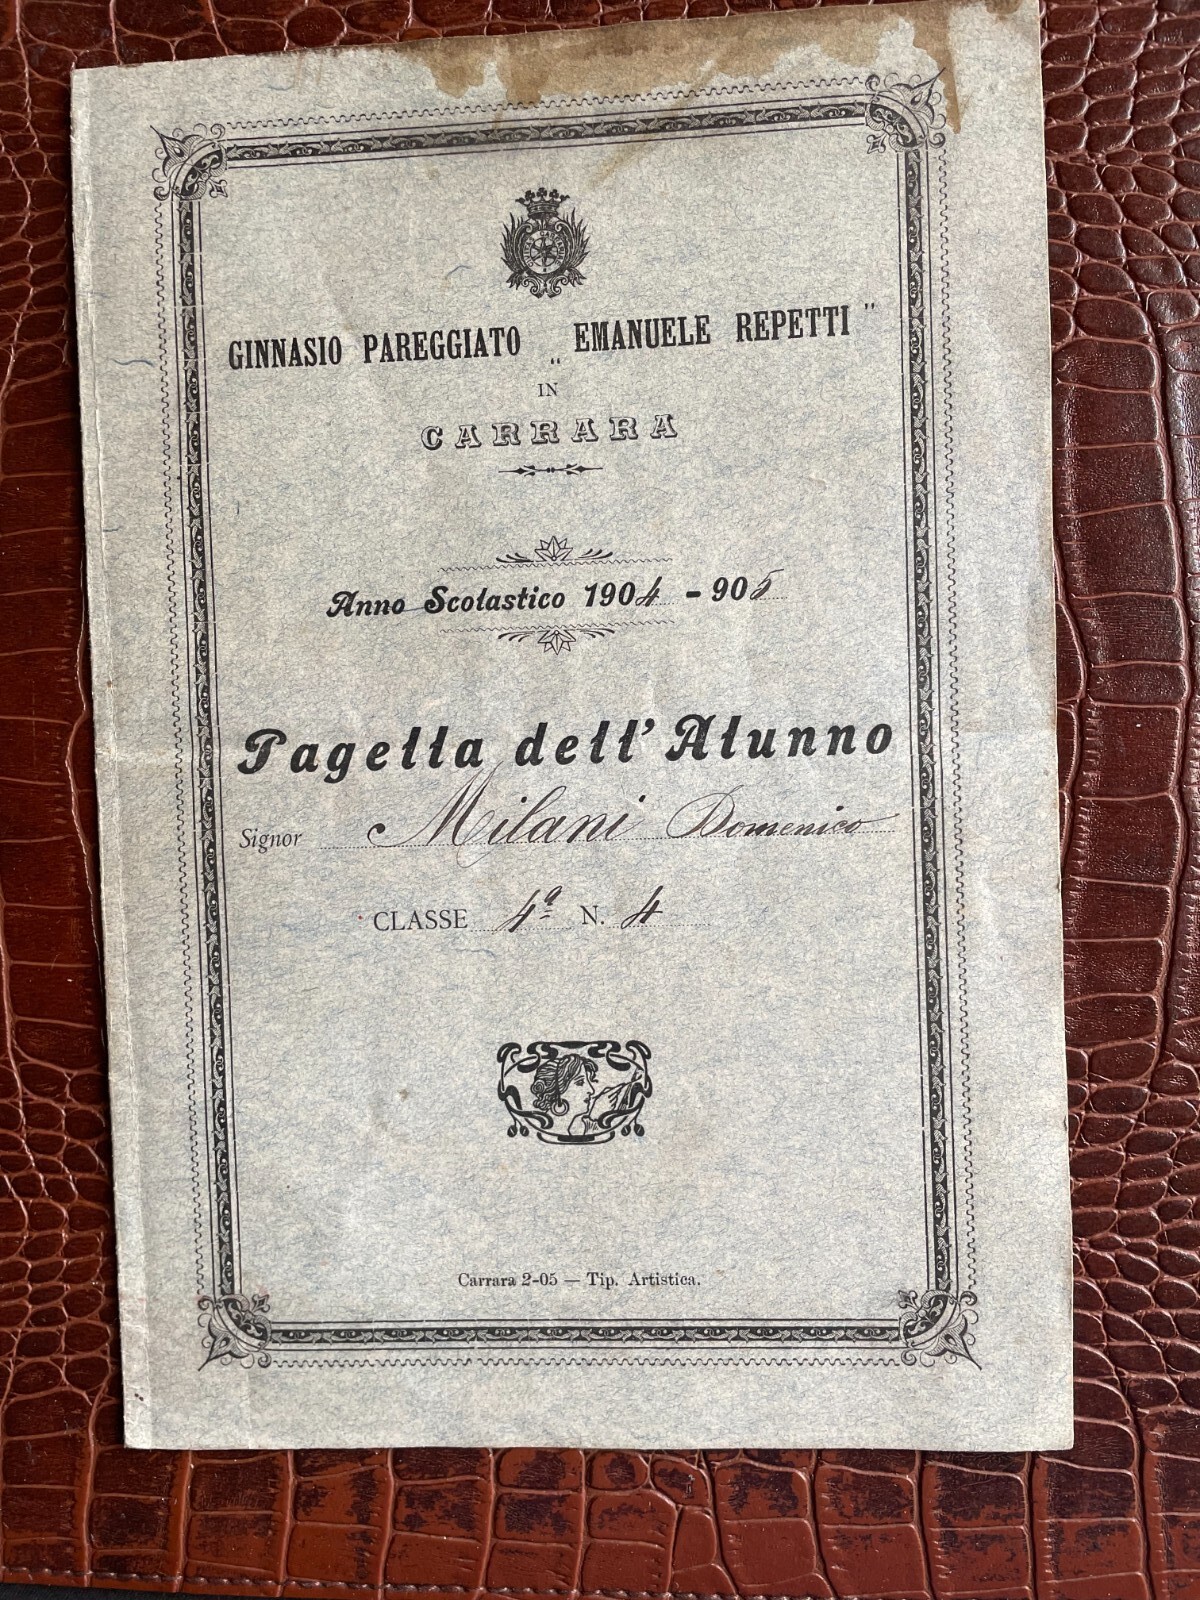 GINNASIO PAREGGIATO „ EMANUELE REPETTI "
IN
CARRARA
Anno Scolastico 1904 - 905
Pagella dell' Alunno
Signor Milani Domenico
CLASSE 4ª N. 4
Carrara 2-05 — Tip. Artistica.